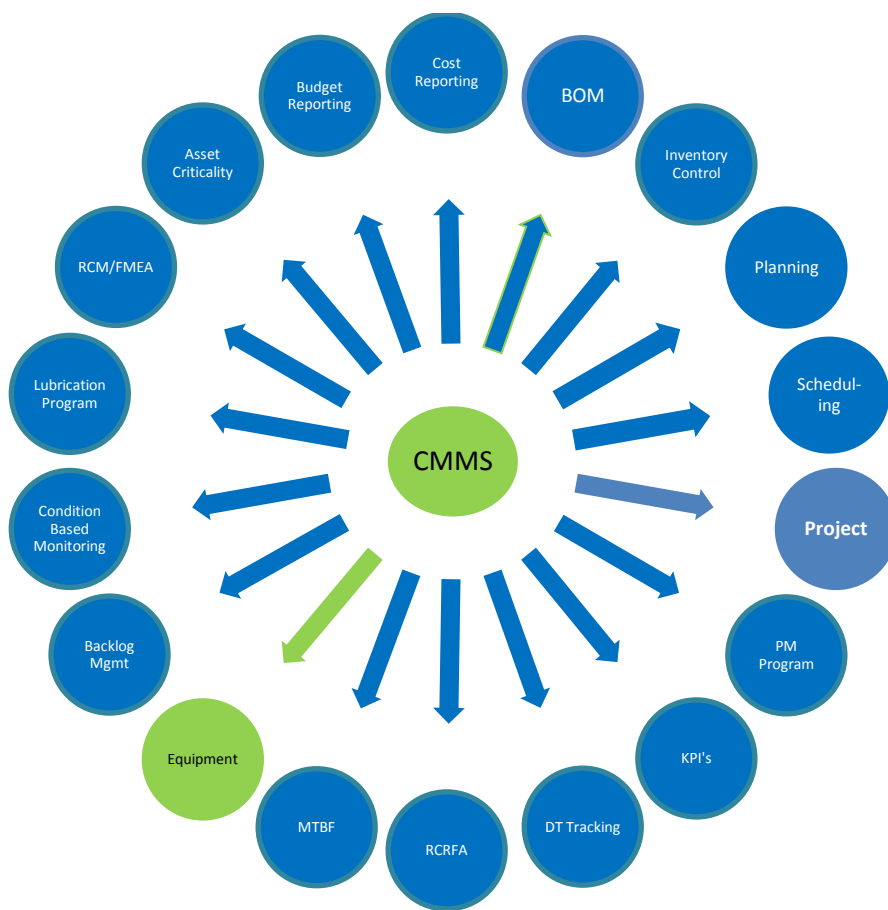 Cost
Reporting
BOM
Inventory
Control
Planning
Schedul-
ing
Project
PM
Program
KPI's
DT Tracking
RCRFA
MTBF
Equipment
Backlog
Mgmt
Condition
Based
Monitoring
Lubrication
Program
RCM/FMEA
Asset
Criticality
Budget
Reporting
CMMS